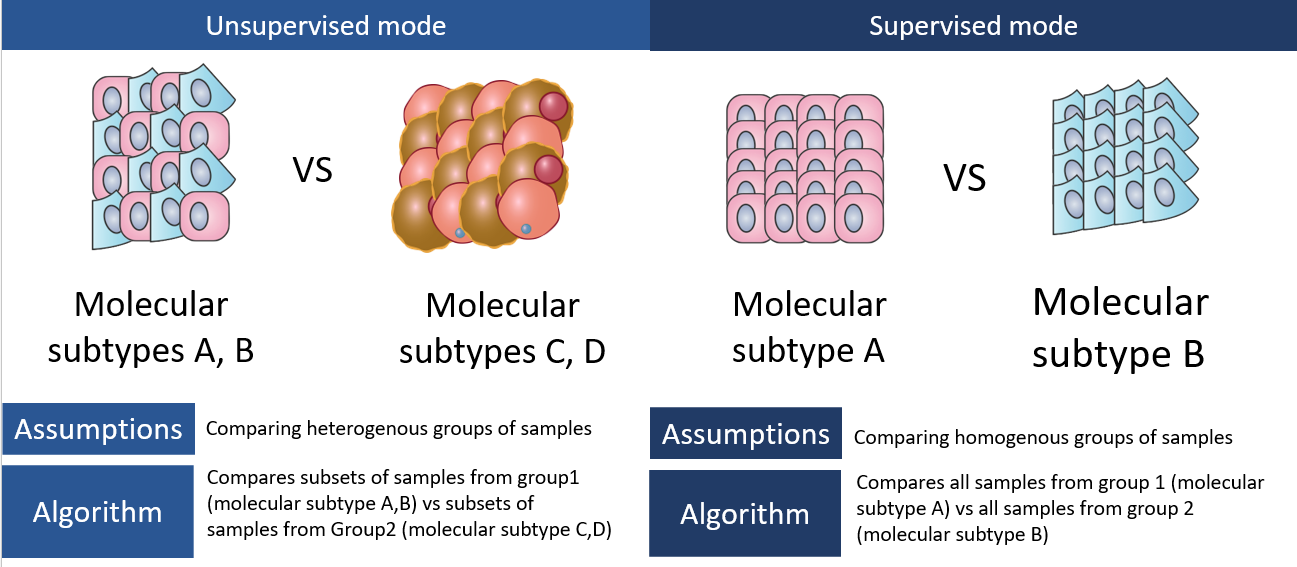 Unsupervised mode
Supervised mode
VS
VS
Molecular
subtypes A, B
Molecular
subtypes C, D
Molecular
subtype A
Molecular
subtype B
Assumptions
Comparing heterogenous groups of samples
Algorithm
Compares subsets of samples from group1
(molecular subtype A,B) vs subsets of
samples from Group2 (molecular subtype C,D)
Assumptions
Comparing homogenous groups of samples
Algorithm
Compares all samples from group 1 (molecular
subtype A) vs all samples from group 2
(molecular subtype B)